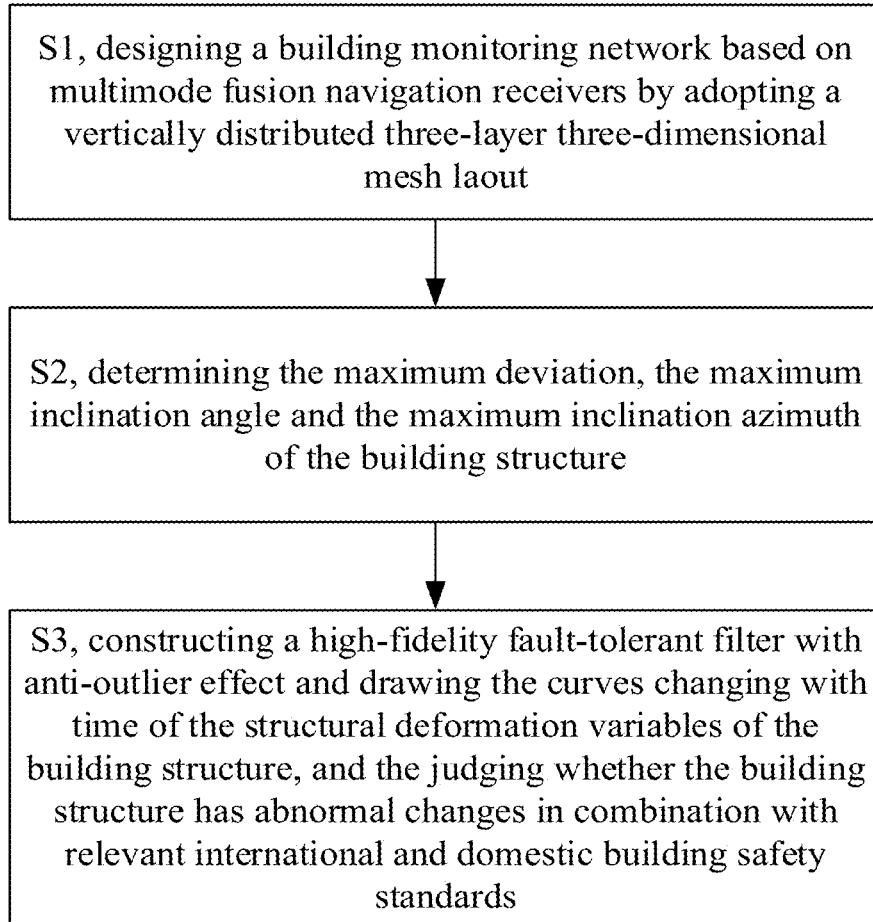 S1, designing a building monitoring network based on
multimode fusion navigation receivers by adopting a
vertically distributed three-layer three-dimensional
mesh laout
S2, determining the maximum deviation, the maximum
inclination angle and the maximum inclination azimuth
of the building structure
S3, constructing a high-fidelity fault-tolerant filter with
anti-outlier effect and drawing the curves changing with
time of the structural deformation variables of the
building structure, and the judging whether the building
structure has abnormal changes in combination with
relevant international and domestic building safety
standards